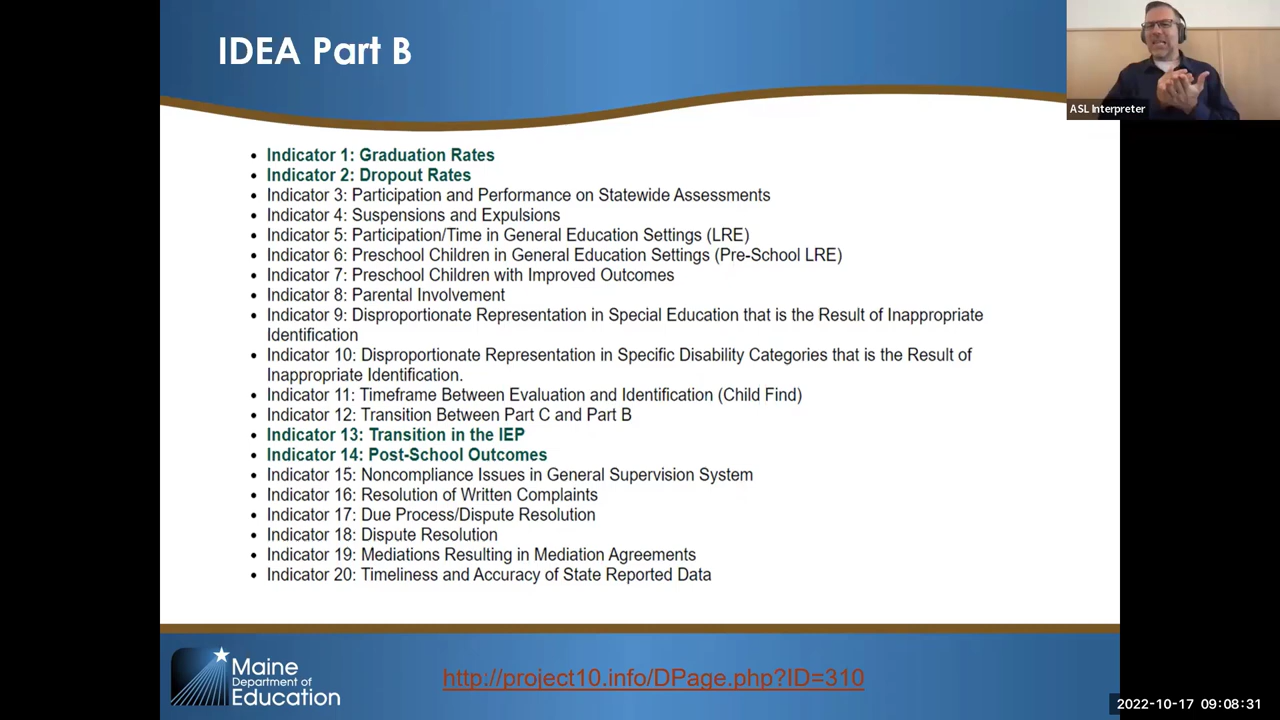 IDEA Part B
ASL Interpreter
Indicator 1: Graduation Rates
Indicator 2: Dropout Rates
Indicator 3: Participation and Performance on Statewide Assessments
Indicator 4: Suspensions and Expulsions
Indicator 5: Participation/Time in General Education Settings (LRE)
Indicator 6: Preschool Children in General Education Settings (Pre-School LRE)
Indicator 7: Preschool Children with Improved Outcomes
Indicator 8: Parental Involvement
Indicator 9: Disproportionate Representation in Special Education that is the Result of Inappropriate
Identification
Indicator 10: Disproportionate Representation in Specific Disability Categories that is the Result of
Inappropriate Identification.
Indicator 11: Timeframe Between Evaluation and Identification (Child Find)
Indicator 12: Transition Between Part C and Part B
Indicator 13: Transition in the IEP
Indicator 14: Post-School Outcomes
Indicator 15: Noncompliance Issues in General Supervision System
Indicator 16: Resolution of Written Complaints
Indicator 17: Due Process/Dispute Resolution
Indicator 18: Dispute Resolution
Indicator 19: Mediations Resulting in Mediation Agreements
Indicator 20: Timeliness and Accuracy of State Reported Data
Maine
Department of
Education
http://project10.info/DPage.php?ID=310
2022-10-17 09:08:31